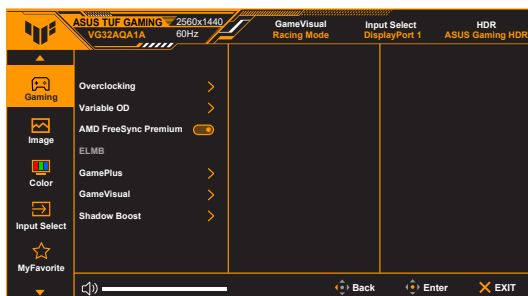 ASUS TUF GAMING 2560x1440
VG32AQA1A 60Hz
GameVisual
Racing Mode
Input Select
DisplayPort 1
HDR
ASUS Gaming HDR
Gaming
Image
Color
Input Select
MyFavorite
Overclocking
Variable OD
AMD FreeSync Premium
ELMB
GamePlus
GameVisual
Shadow Boost
Back
Enter
EXIT